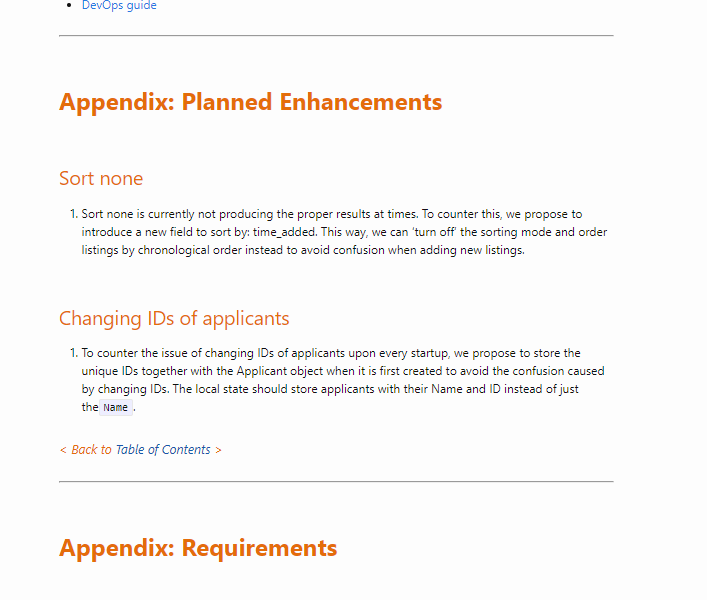 DevOps guide
Appendix: Planned Enhancements
Sort none
1. Sort none is currently not producing the proper results at times. To counter this, we propose to
introduce a new field to sort by: time_added. This way, we can 'turn off' the sorting mode and order
listings by chronological order instead to avoid confusion when adding new listings.
Changing IDs of applicants
1. To counter the issue of changing IDs of applicants upon every startup, we propose to store the
unique IDs together with the Applicant object when it is first created to avoid the confusion caused
by changing IDs. The local state should store applicants with their Name and ID instead of just
the Name .
< Back to Table of Contents >
Appendix: Requirements